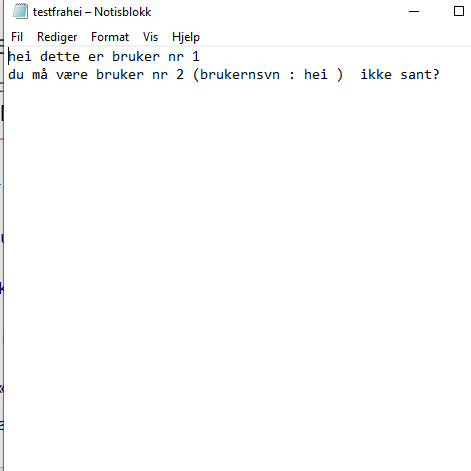 testfrahei – Notisblokk
Fil Rediger Format Vis Hjelp
hei dette er bruker nr 1
du må være bruker nr 2 (brukernsvn : hei )  ikke sant?